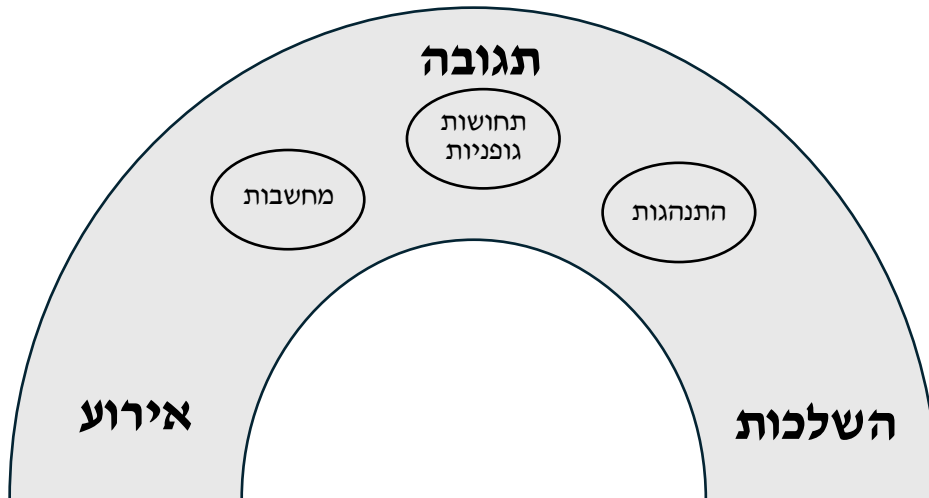 תגובה
תחושות
גופניות
מחשבות
התנהגות
אירוע
השלכות